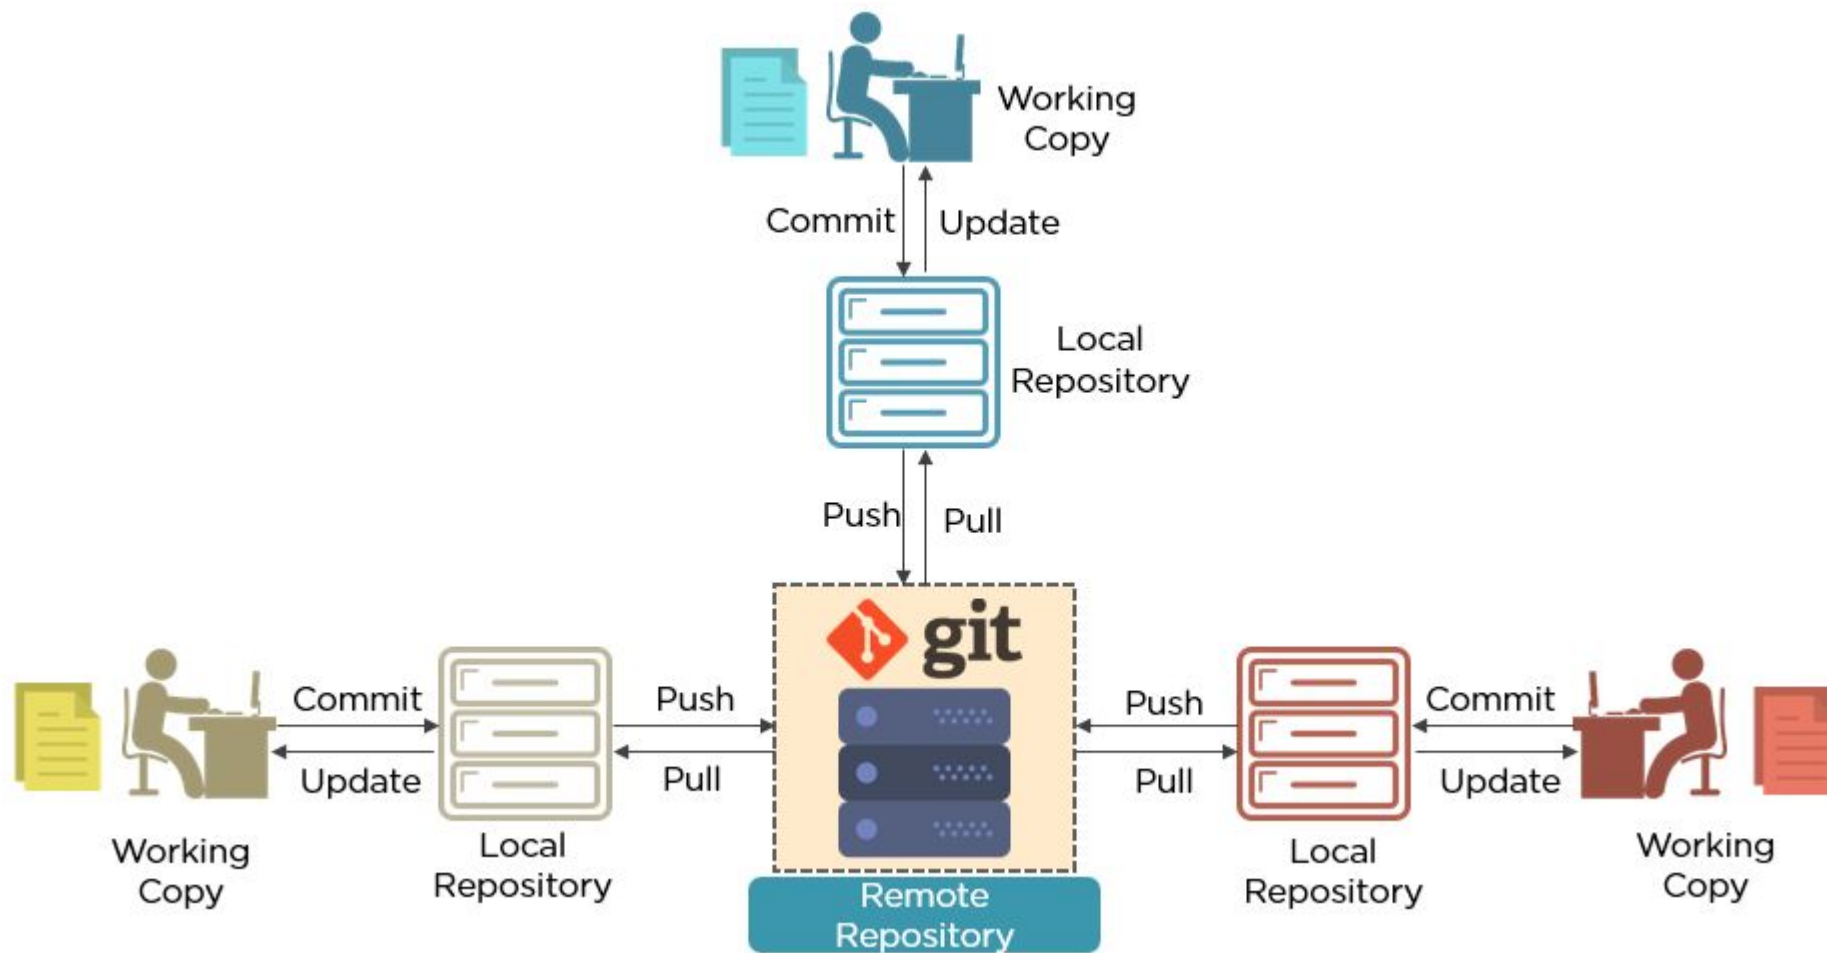 Working
Copy
Commit
Update
Local
Repository
Push
Pull
git
Commit
Push
Push
Commit
Update
Pull
Pull
Update
Working
Copy
Local
Repository
Remote
Repository
Local
Repository
Working
Copy